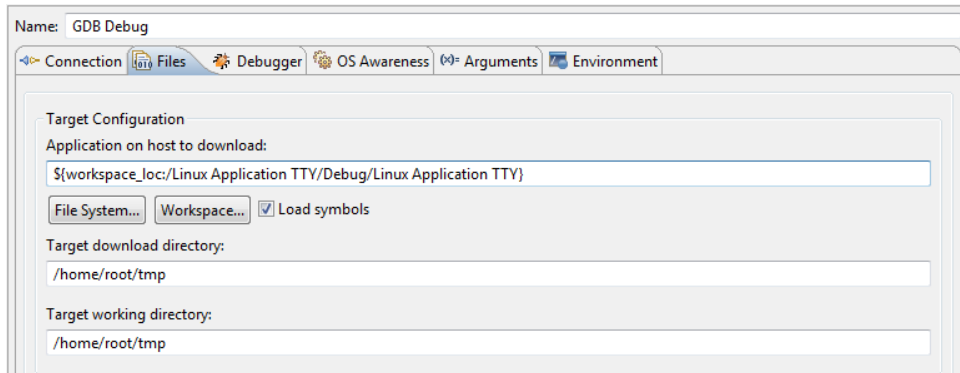 Name: GDB Debug
Connection Files Debugger OS Awareness (x)= Arguments Environment
Target Configuration
Application on host to download:
${workspace_loc:/Linux Application TTY/Debug/Linux Application TTY}
File System... Workspace... Load symbols
Target download directory:
/home/root/tmp
Target working directory:
/home/root/tmp